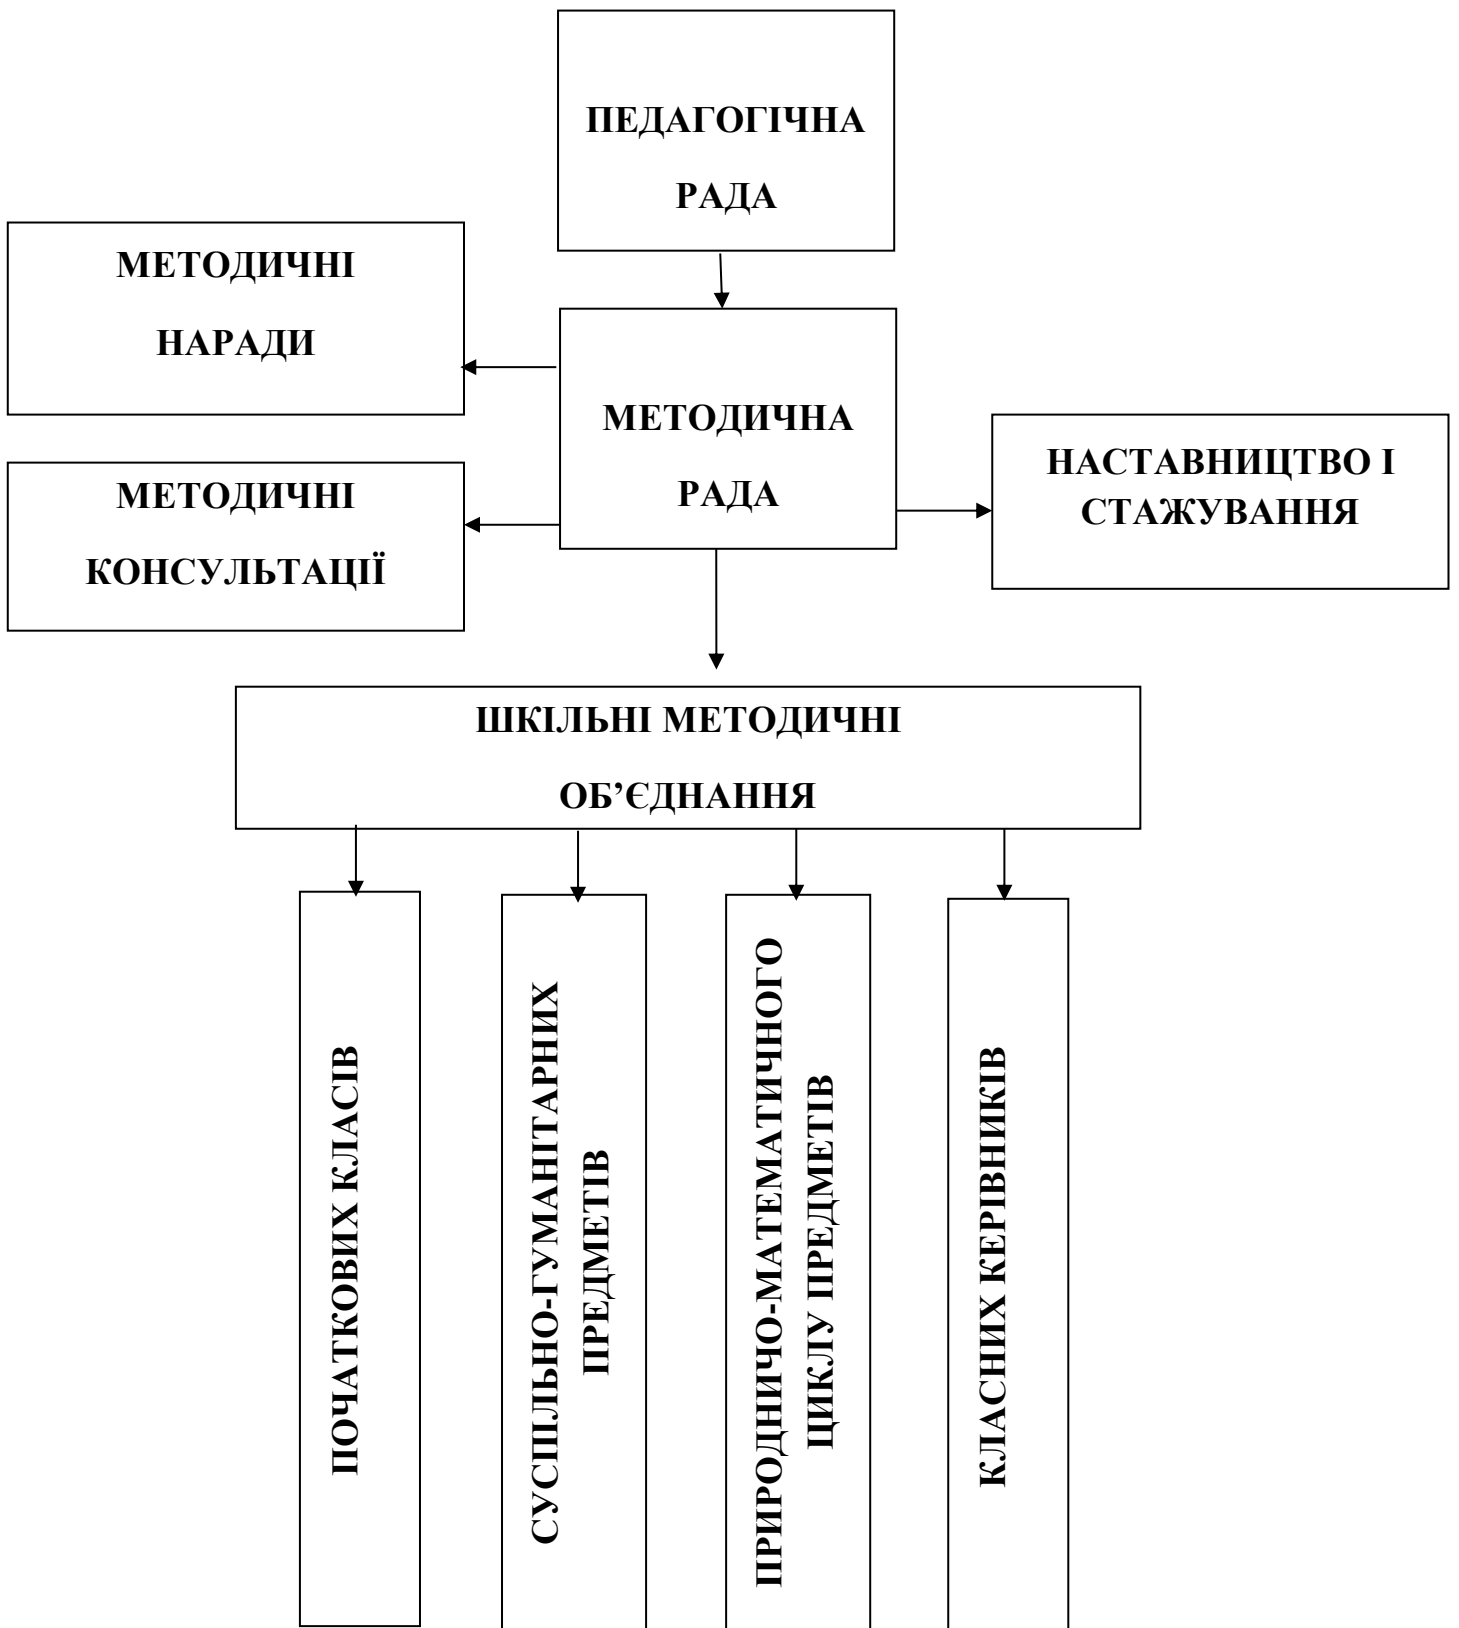 ПЕДАГОГІЧНА
РАДА
МЕТОДИЧНІ
НАРАДИ
МЕТОДИЧНА
РАДА
МЕТОДИЧНІ
КОНСУЛЬТАЦІЇ
НАСТАВНИЦТВО І
СТАЖУВАННЯ
ШКІЛЬНІ МЕТОДИЧНІ
ОБ’ЄДНАННЯ
ПОЧАТКОВИХ КЛАСІВ
СУСПІЛЬНО-ГУМАНІТАРНИХ
ПРЕДМЕТІВ
ПРИРОДНИЧО-МАТЕМАТИЧНОГО
ЦИКЛУ ПРЕДМЕТІВ
КЛАСНИХ КЕРІВНИКІВ